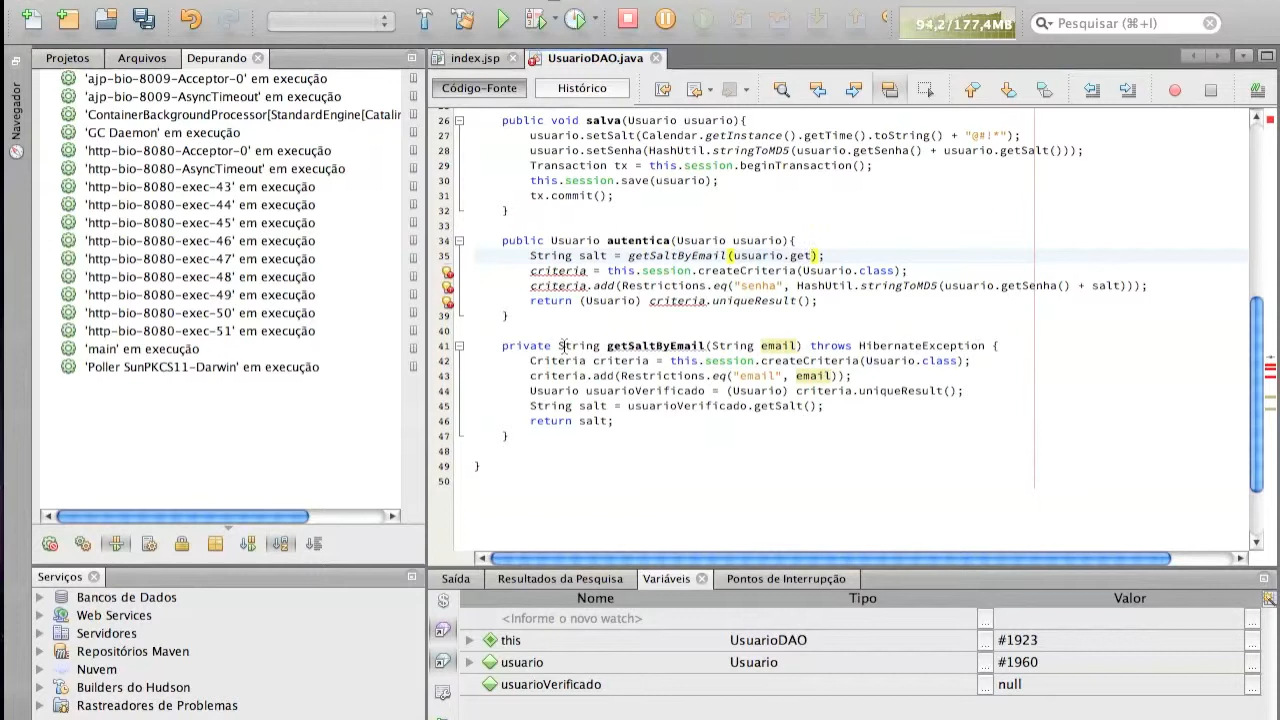 94,2/177,4MB
Pesquisar (⌘+I)
Projetos
Arquivos
Depurando
Navegador
'ajp-bio-8009-Acceptor-0' em execução
'ajp-bio-8009-AsyncTimeout' em execução
'ContainerBackgroundProcessor[StandardEngine[Catalin
'GC Daemon' em execução
'http-bio-8080-Acceptor-0' em execução
'http-bio-8080-AsyncTimeout' em execução
'http-bio-8080-exec-43' em execução
'http-bio-8080-exec-44' em execução
'http-bio-8080-exec-45' em execução
'http-bio-8080-exec-46' em execução
'http-bio-8080-exec-47' em execução
'http-bio-8080-exec-48' em execução
'http-bio-8080-exec-49' em execução
'http-bio-8080-exec-50' em execução
'http-bio-8080-exec-51' em execução
'main' em execução
'Poller SunPKCS11-Darwin' em execução
Serviços
Bancos de Dados
Web Services
Servidores
Repositórios Maven
Nuvem
Builders do Hudson
Rastreadores de Problemas
index.jsp
UsuarioDAO.java
Código-Fonte
Histórico
26 public void salva(Usuario usuario){
27 usuario.setSalt(Calendar.getInstance().getTime().toString() + "@#!*");
28 usuario.setSenha(HashUtil.stringToMD5(usuario.getSenha() + usuario.getSalt()));
29 Transaction tx = this.session.beginTransaction();
30 this.session.save(usuario);
31 tx.commit();
32 }
33
34 public Usuario autentica(Usuario usuario){
35 String salt = getSaltByEmail(usuario.get);
criteria = this.session.createCriteria(Usuario.class);
criteria.add(Restrictions.eq("senha", HashUtil.stringToMD5(usuario.getSenha() + salt)));
return (Usuario) criteria.uniqueResult();
39 }
40
41 private String getSaltByEmail(String email) throws HibernateException {
42 Criteria criteria = this.session.createCriteria(Usuario.class);
43 criteria.add(Restrictions.eq("email", email));
44 Usuario usuarioVerificado = (Usuario) criteria.uniqueResult();
45 String salt = usuarioVerificado.getSalt();
46 return salt;
47 }
48
49 }
50
Saída
Resultados da Pesquisa
Variáveis
Pontos de Interrupção
Nome Tipo Valor
<Informe o novo watch> ... ...
this UsuarioDAO ... #1923 ...
usuario Usuario ... #1960 ...
usuarioVerificado ... null ...